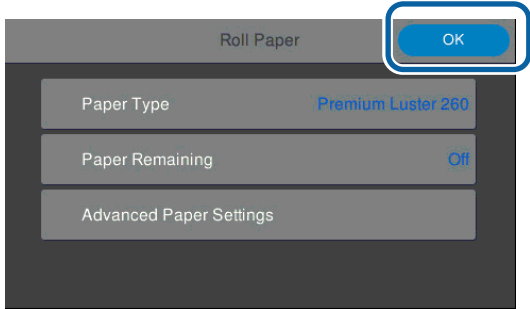 Roll Paper
OK
Paper Type Premium Luster 260
Paper Remaining Off
Advanced Paper Settings